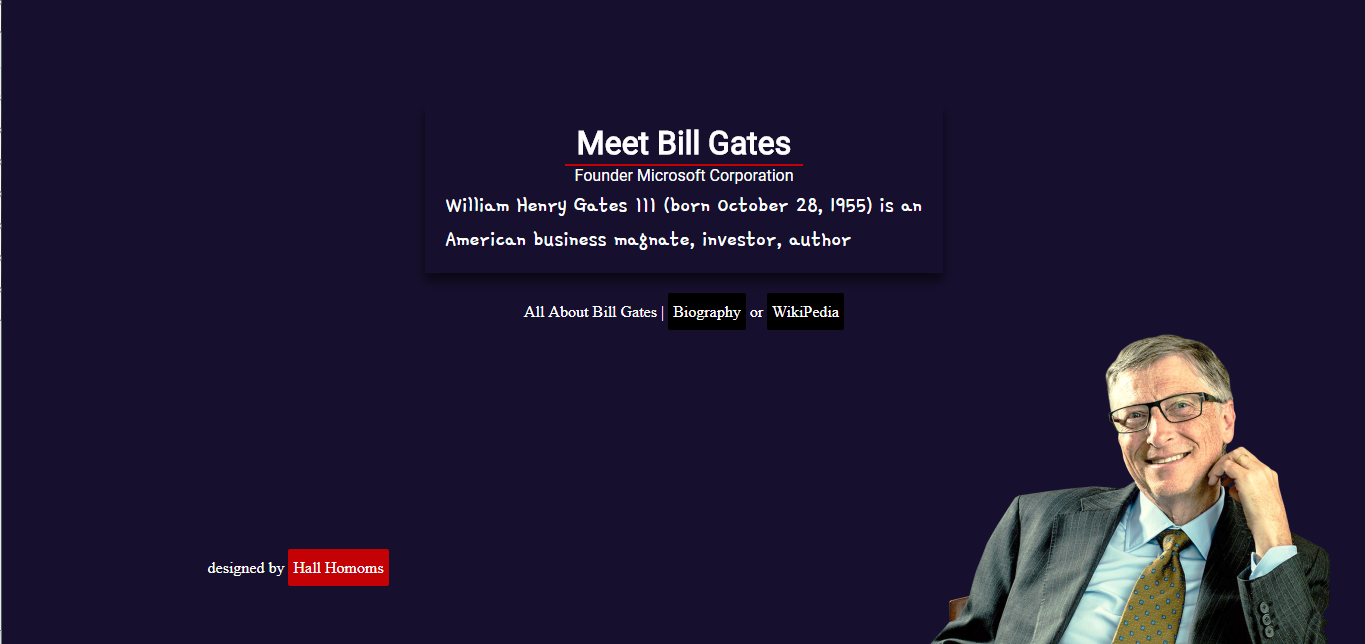 Meet Bill Gates
Founder Microsoft Corporation
William Henry Gates III (born October 28, 1955) is an
American business magnate, investor, author
All About Bill Gates | Biography or WikiPedia
designed by Hall Homoms